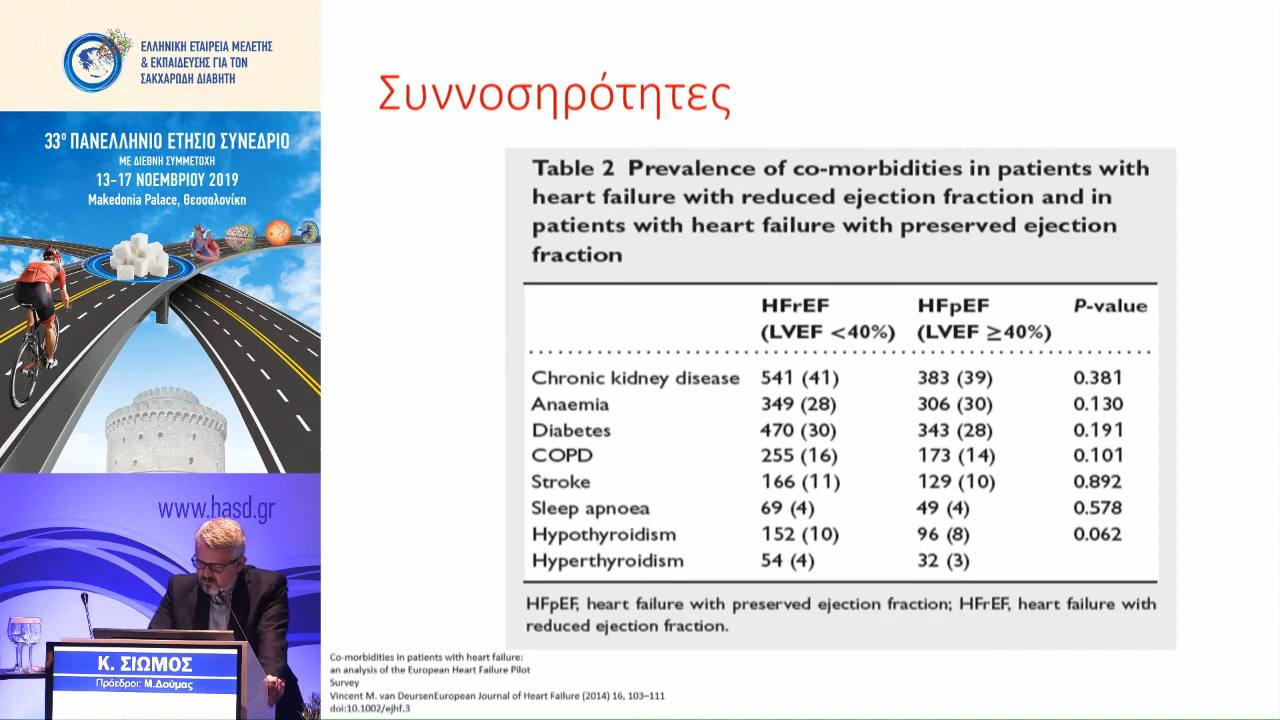 ΕΛΛΗΝΙΚΗ ΕΤΑΙΡΕΙΑ ΜΕΛΕΤΗΣ
& ΕΚΠΑΙΔΕΥΣΗΣ ΓΙΑ ΤΟΝ
ΣΑΚΧΑΡΩΔΗ ΔΙΑΒΗΤΗ
33ο ΠΑΝΕΛΛΗΝΙΟ ΕΤΗΣΙΟ ΣΥΝΕΔΡΙΟ
ΜΕ ΔΙΕΘΝΗ ΣΥΜΜΕΤΟΧΗ
13-17 ΝΟΕΜΒΡΙΟΥ 2019
Makedonia Palace, Θεσσαλονίκη
www.hasd.gr
Κ. ΣΙΩΜΟΣ
Πρόεδροι: Μ.Δούμας
Συννοσηρότητες
Table 2 Prevalence of co-morbidities in patients with
heart failure with reduced ejection fraction and in
patients with heart failure with preserved ejection
fraction
HFrEF HFpEF P-value
(LVEF <40%) (LVEF ≥40%)
Chronic kidney disease 541 (41) 383 (39) 0.381
Anaemia 349 (28) 306 (30) 0.130
Diabetes 470 (30) 343 (28) 0.191
COPD 255 (16) 173 (14) 0.101
Stroke 166 (11) 129 (10) 0.892
Sleep apnoea 69 (4) 49 (4) 0.578
Hypothyroidism 152 (10) 96 (8) 0.062
Hyperthyroidism 54 (4) 32 (3)
HFpEF, heart failure with preserved ejection fraction; HFrEF, heart failure with
reduced ejection fraction.
Co-morbidities in patients with heart failure:
an analysis of the European Heart Failure Pilot
Survey
Vincent M. van DeursenEuropean Journal of Heart Failure (2014) 16, 103–111
doi:10.1002/ejhf.3